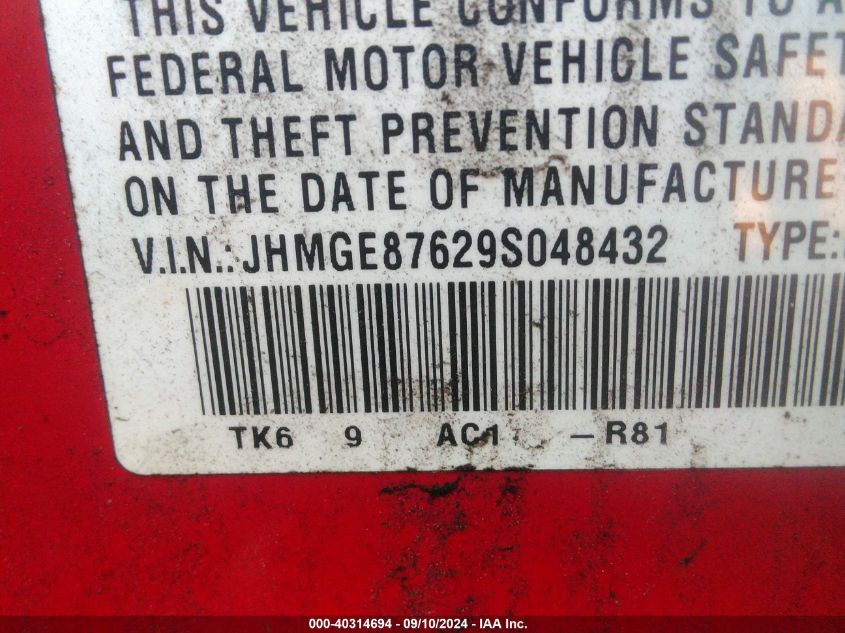 THIS VEHICLE CONFORMS TO A
FEDERAL MOTOR VEHICLE SAFET
AND THEFT PREVENTION STANDA
ON THE DATE OF MANUFACTURE
V.I.N.: JHMGE87629S048432 TYPE:
TK6 9 AC1 -R81
000-40314694 - 09/10/2024 - IAA Inc.